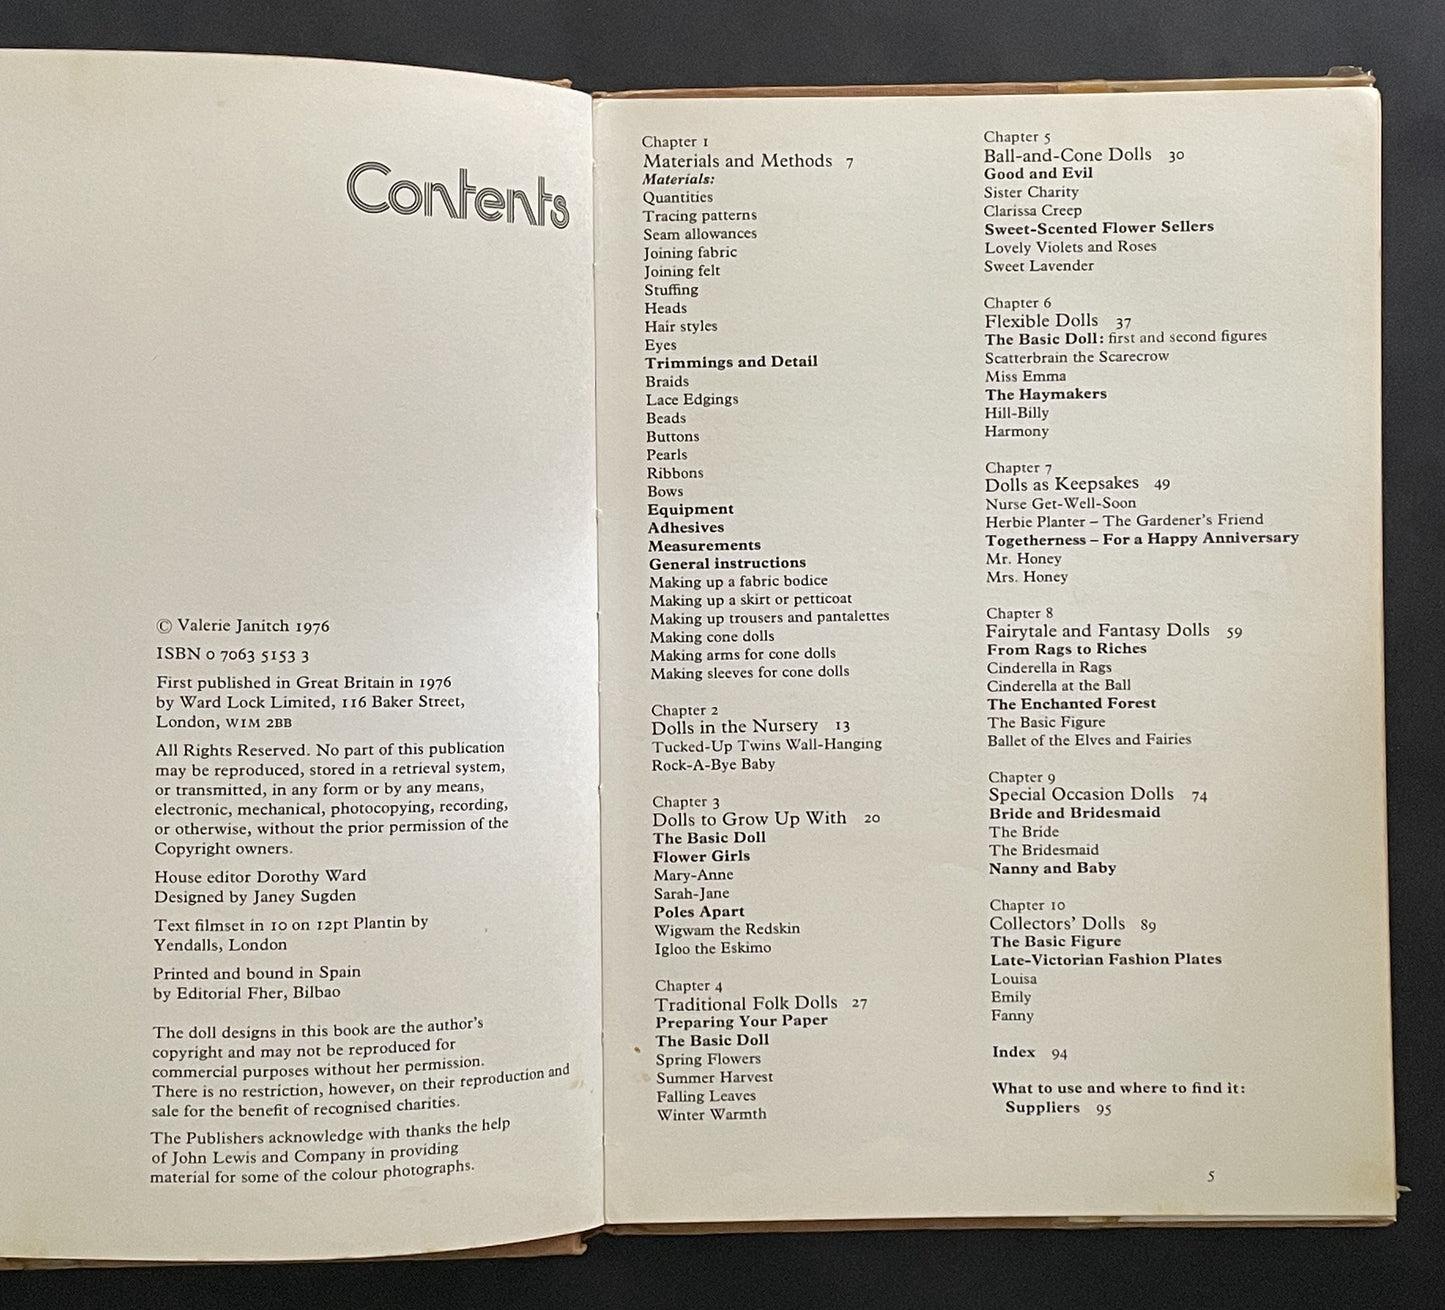 Contents
© Valerie Janitch 1976
ISBN 0 7063 5153 3
First published in Great Britain in 1976
by Ward Lock Limited, 116 Baker Street,
London, W1M 2BB
All Rights Reserved. No part of this publication
may be reproduced, stored in a retrieval system,
or transmitted, in any form or by any means,
electronic, mechanical, photocopying, recording,
or otherwise, without the prior permission of the
Copyright owners.
House editor Dorothy Ward
Designed by Janey Sugden
Text filmset in 10 on 12pt Plantin by
Yendalls, London
Printed and bound in Spain
by Editorial Fher, Bilbao
The doll designs in this book are the author's
copyright and may not be reproduced for
commercial purposes without her permission.
There is no restriction, however, on their reproduction and
sale for the benefit of recognised charities.
The Publishers acknowledge with thanks the help
of John Lewis and Company in providing
material for some of the colour photographs.
Chapter 1
Materials and Methods 7
Materials:
Quantities
Tracing patterns
Seam allowances
Joining fabric
Joining felt
Stuffing
Heads
Hair styles
Eyes
Trimmings and Detail
Braids
Lace Edgings
Beads
Buttons
Pearls
Ribbons
Bows
Equipment
Adhesives
Measurements
General instructions
Making up a fabric bodice
Making up a skirt or petticoat
Making up trousers and pantalettes
Making cone dolls
Making arms for cone dolls
Making sleeves for cone dolls
Chapter 2
Dolls in the Nursery 13
Tucked-Up Twins Wall-Hanging
Rock-A-Bye Baby
Chapter 3
Dolls to Grow Up With 20
The Basic Doll
Flower Girls
Mary-Anne
Sarah-Jane
Poles Apart
Wigwam the Redskin
Igloo the Eskimo
Chapter 4
Traditional Folk Dolls 27
Preparing Your Paper
The Basic Doll
Spring Flowers
Summer Harvest
Falling Leaves
Winter Warmth
Chapter 5
Ball-and-Cone Dolls 30
Good and Evil
Sister Charity
Clarissa Creep
Sweet-Scented Flower Sellers
Lovely Violets and Roses
Sweet Lavender
Chapter 6
Flexible Dolls 37
The Basic Doll: first and second figures
Scatterbrain the Scarecrow
Miss Emma
The Haymakers
Hill-Billy
Harmony
Chapter 7
Dolls as Keepsakes 49
Nurse Get-Well-Soon
Herbie Planter – The Gardener's Friend
Togetherness – For a Happy Anniversary
Mr. Honey
Mrs. Honey
Chapter 8
Fairytale and Fantasy Dolls 59
From Rags to Riches
Cinderella in Rags
Cinderella at the Ball
The Enchanted Forest
The Basic Figure
Ballet of the Elves and Fairies
Chapter 9
Special Occasion Dolls 74
Bride and Bridesmaid
The Bride
The Bridesmaid
Nanny and Baby
Chapter 10
Collectors' Dolls 89
The Basic Figure
Late-Victorian Fashion Plates
Louisa
Emily
Fanny
Index 94
What to use and where to find it:
Suppliers 95
5